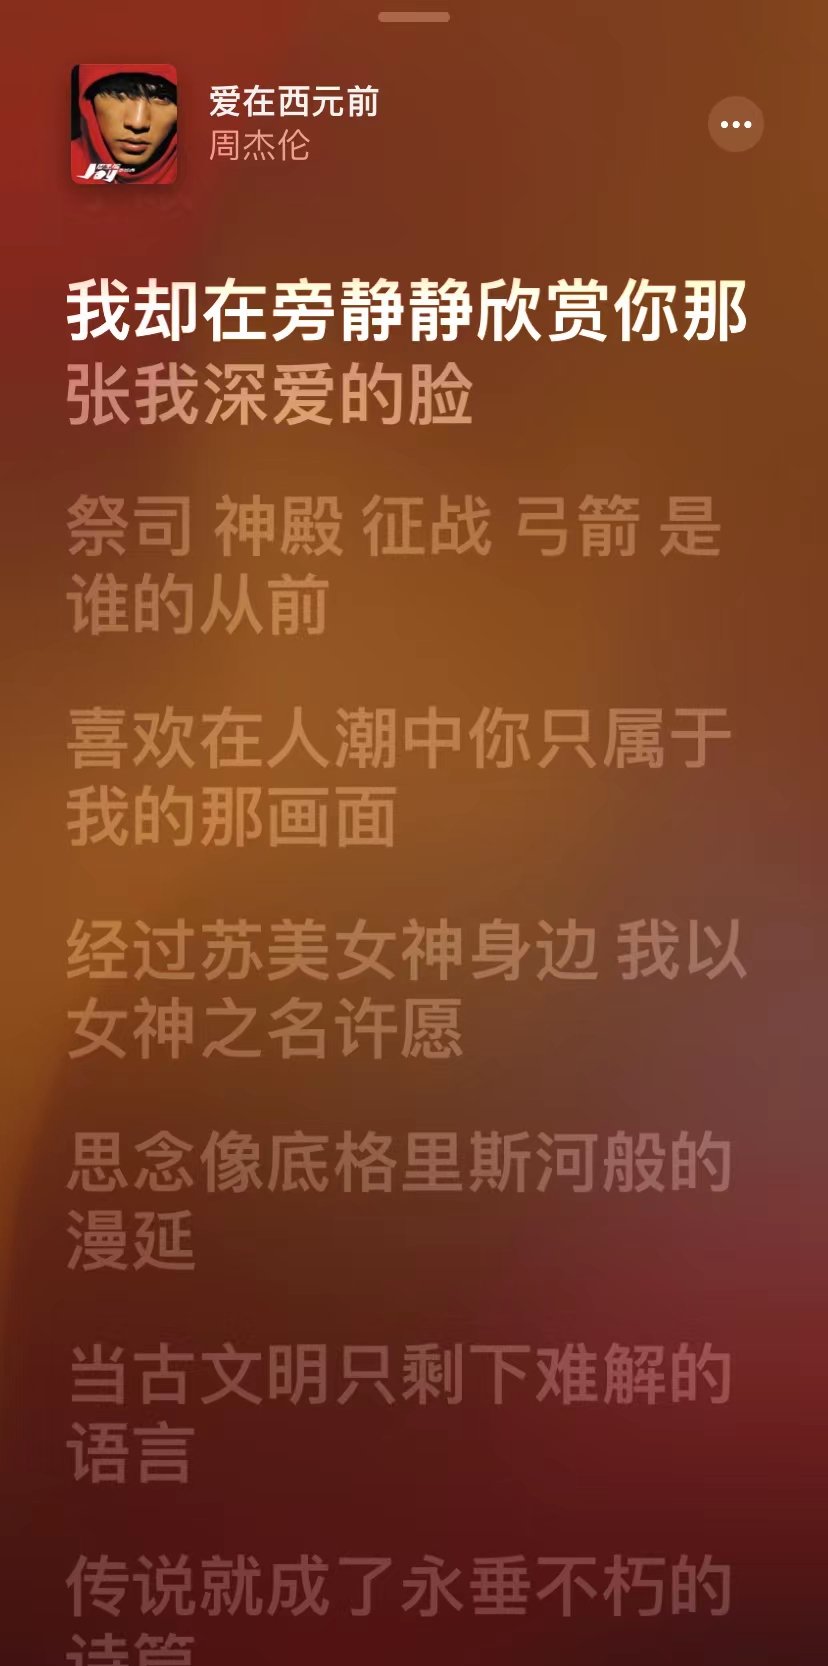 爱在西元前
周杰伦
Jay
我却在旁静静欣赏你那
张我深爱的脸
祭司 神殿 征战 弓箭 是
谁的从前
喜欢在人潮中你只属于
我的那画面
经过苏美女神身边 我以
女神之名许愿
思念像底格里斯河般的
漫延
当古文明只剩下难解的
语言
传说就成了永垂不朽的
诗篇